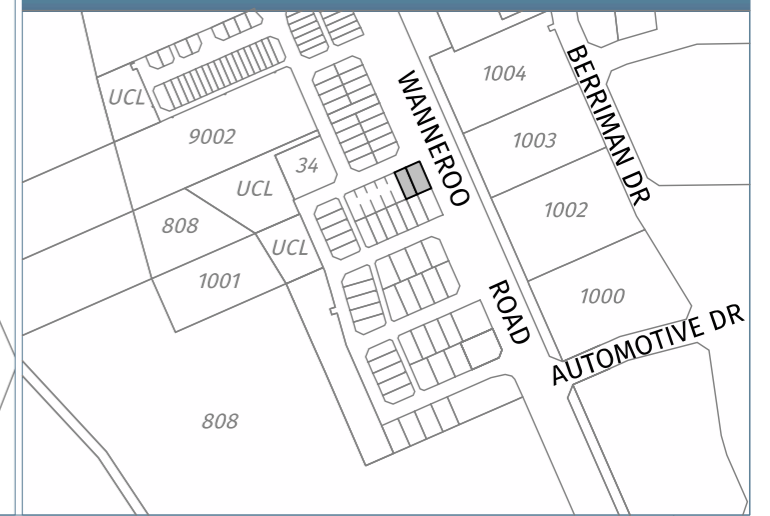 1004
BERRIMAN DR
UCL
WANNEROO
9002
1003
34
UCL
808
1002
UCL
1001
1000
ROAD
AUTOMOTIVE DR
808